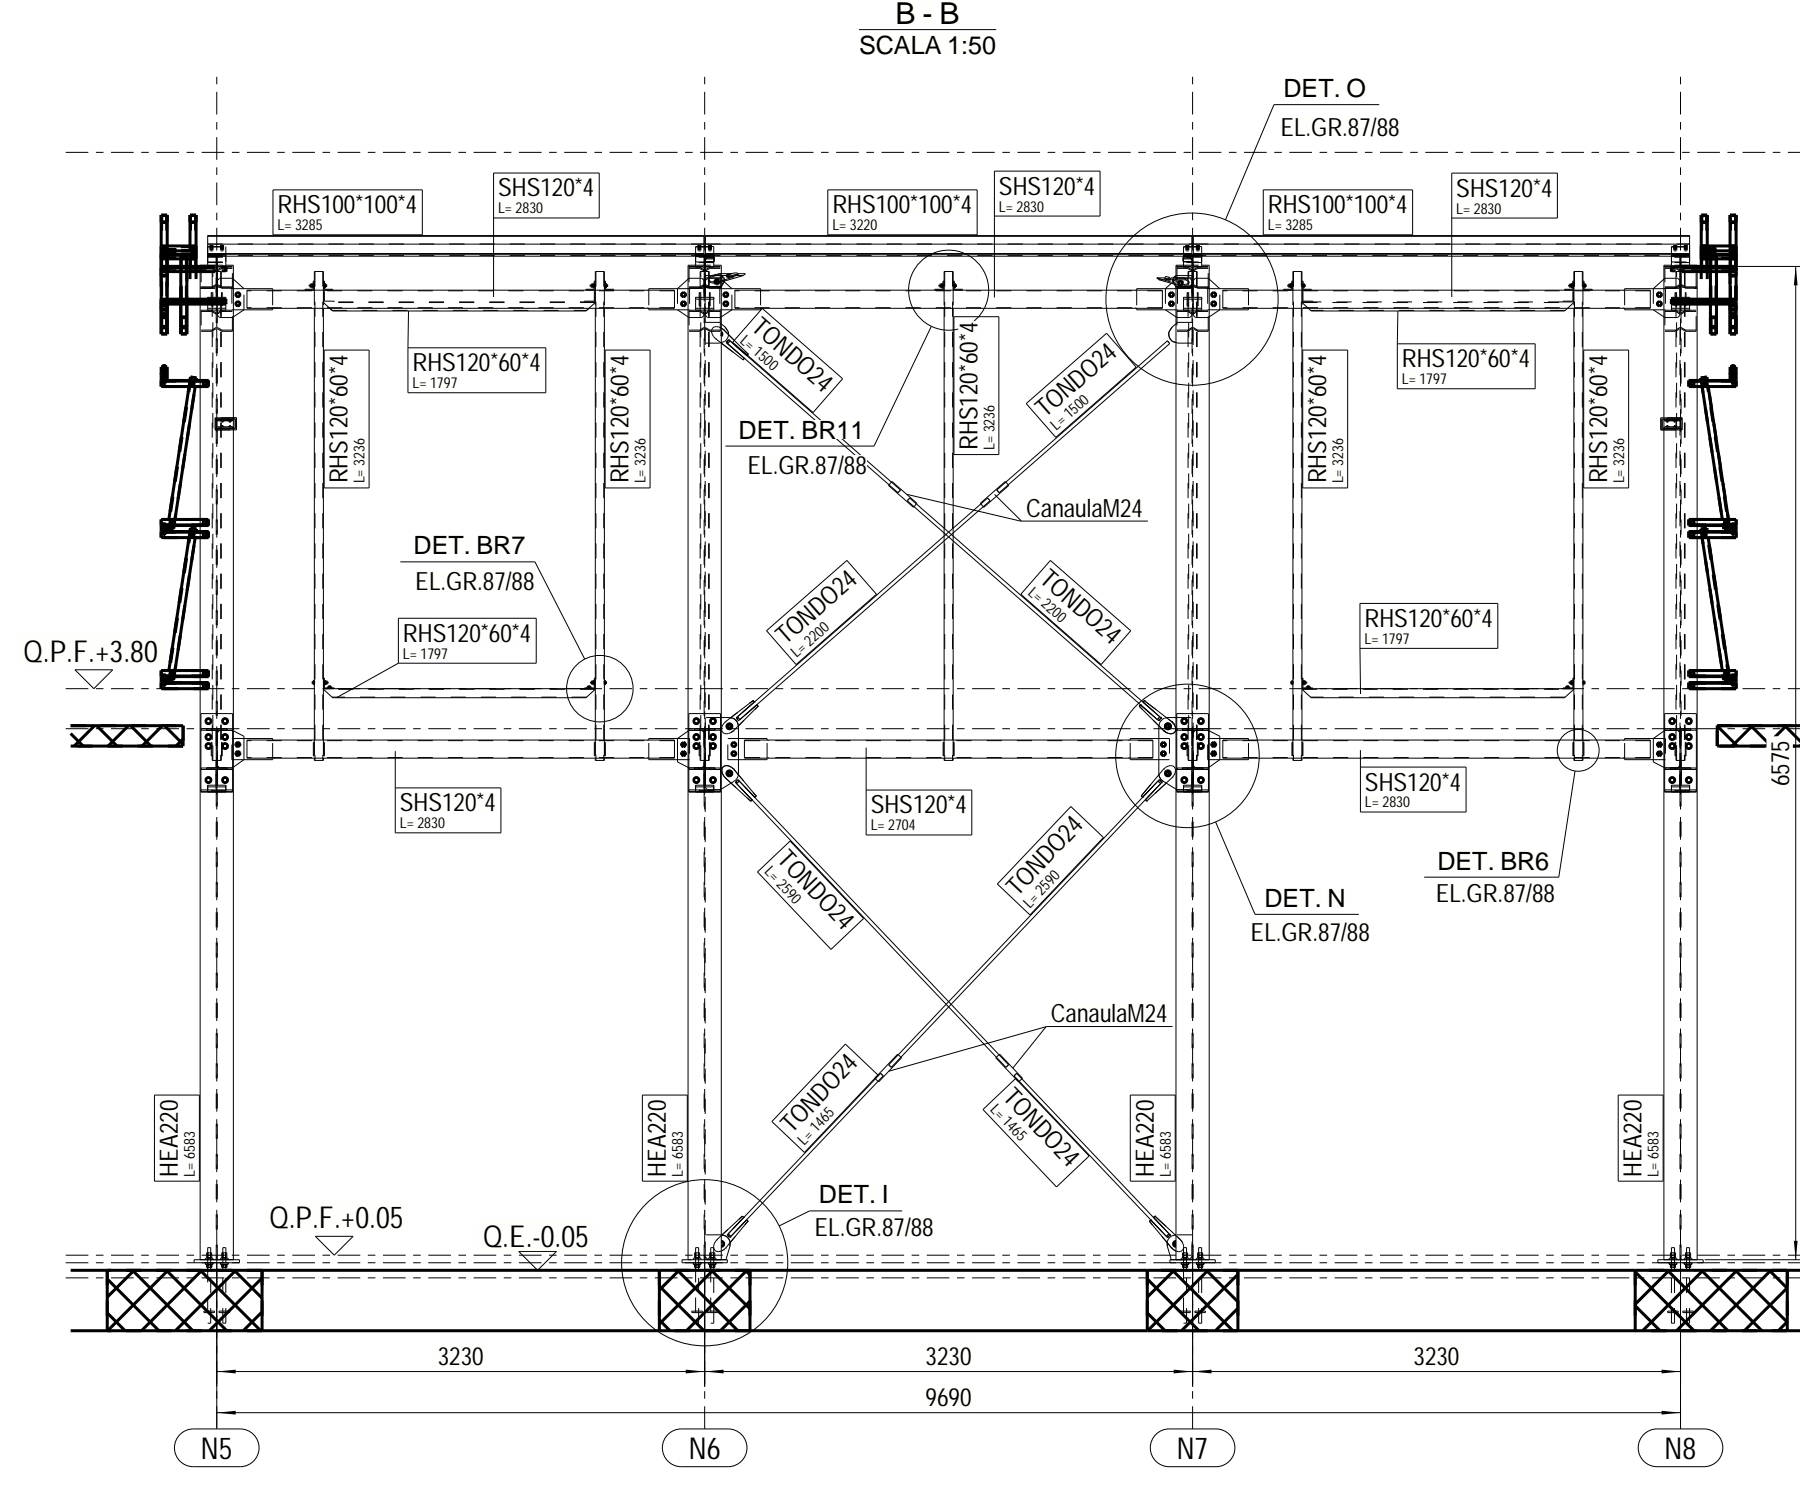 B - B
SCALA 1:50
DET. O
EL.GR.87/88
RHS100*100*4
L= 3285
SHS120*4
L= 2830
RHS100*100*4
L= 3220
SHS120*4
L= 2830
RHS100*100*4
L= 3285
SHS120*4
L= 2830
RHS120*60*4
L= 1797
RHS120*60*4
L= 3236
RHS120*60*4
L= 3236
TONDO24
L= 1500
RHS120*60*4
L= 3236
TONDO24
L= 1500
RHS120*60*4
L= 1797
RHS120*60*4
L= 3236
RHS120*60*4
L= 3236
DET. BR11
EL.GR.87/88
CanaulaM24
DET. BR7
EL.GR.87/88
TONDO24
L= 2200
TONDO24
L= 2200
RHS120*60*4
L= 1797
RHS120*60*4
L= 1797
Q.P.F.+3.80
6575
SHS120*4
L= 2830
SHS120*4
L= 2704
SHS120*4
L= 2830
TONDO24
L= 2590
TONDO24
L= 2590
DET. BR6
EL.GR.87/88
DET. N
EL.GR.87/88
CanaulaM24
TONDO24
L= 1465
TONDO24
L= 1465
HEA220
L= 6583
HEA220
L= 6583
HEA220
L= 6583
HEA220
L= 6583
DET. I
EL.GR.87/88
Q.P.F.+0.05
Q.E.-0.05
3230
3230
3230
9690
N5
N6
N7
N8